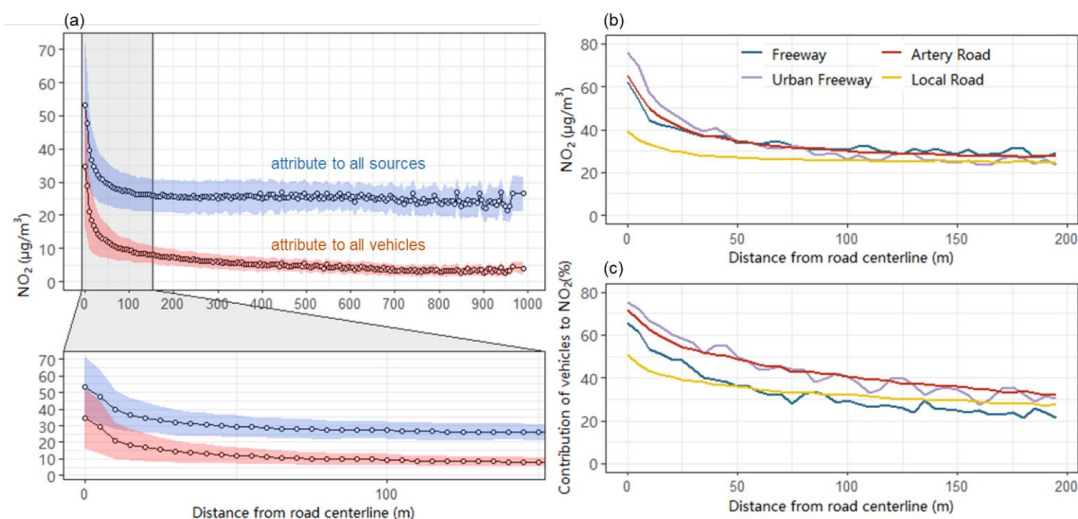 (a)
NO₂ (μg/m³)
70
60
50
40
30
20
10
0
attribute to all sources
attribute to all vehicles
0 100 200 300 400 500 600 700 800 900 1000
70
60
50
40
30
20
10
0
0 100
Distance from road centerline (m)
(b)
NO₂ (μg/m³)
80
60
40
20
0
Freeway
Artery Road
Urban Freeway
Local Road
0 50 100 150 200
Distance from road centerline (m)
(c)
Contribution of vehicles to NO₂(%)
80
60
40
20
0
0 50 100 150 200
Distance from road centerline (m)